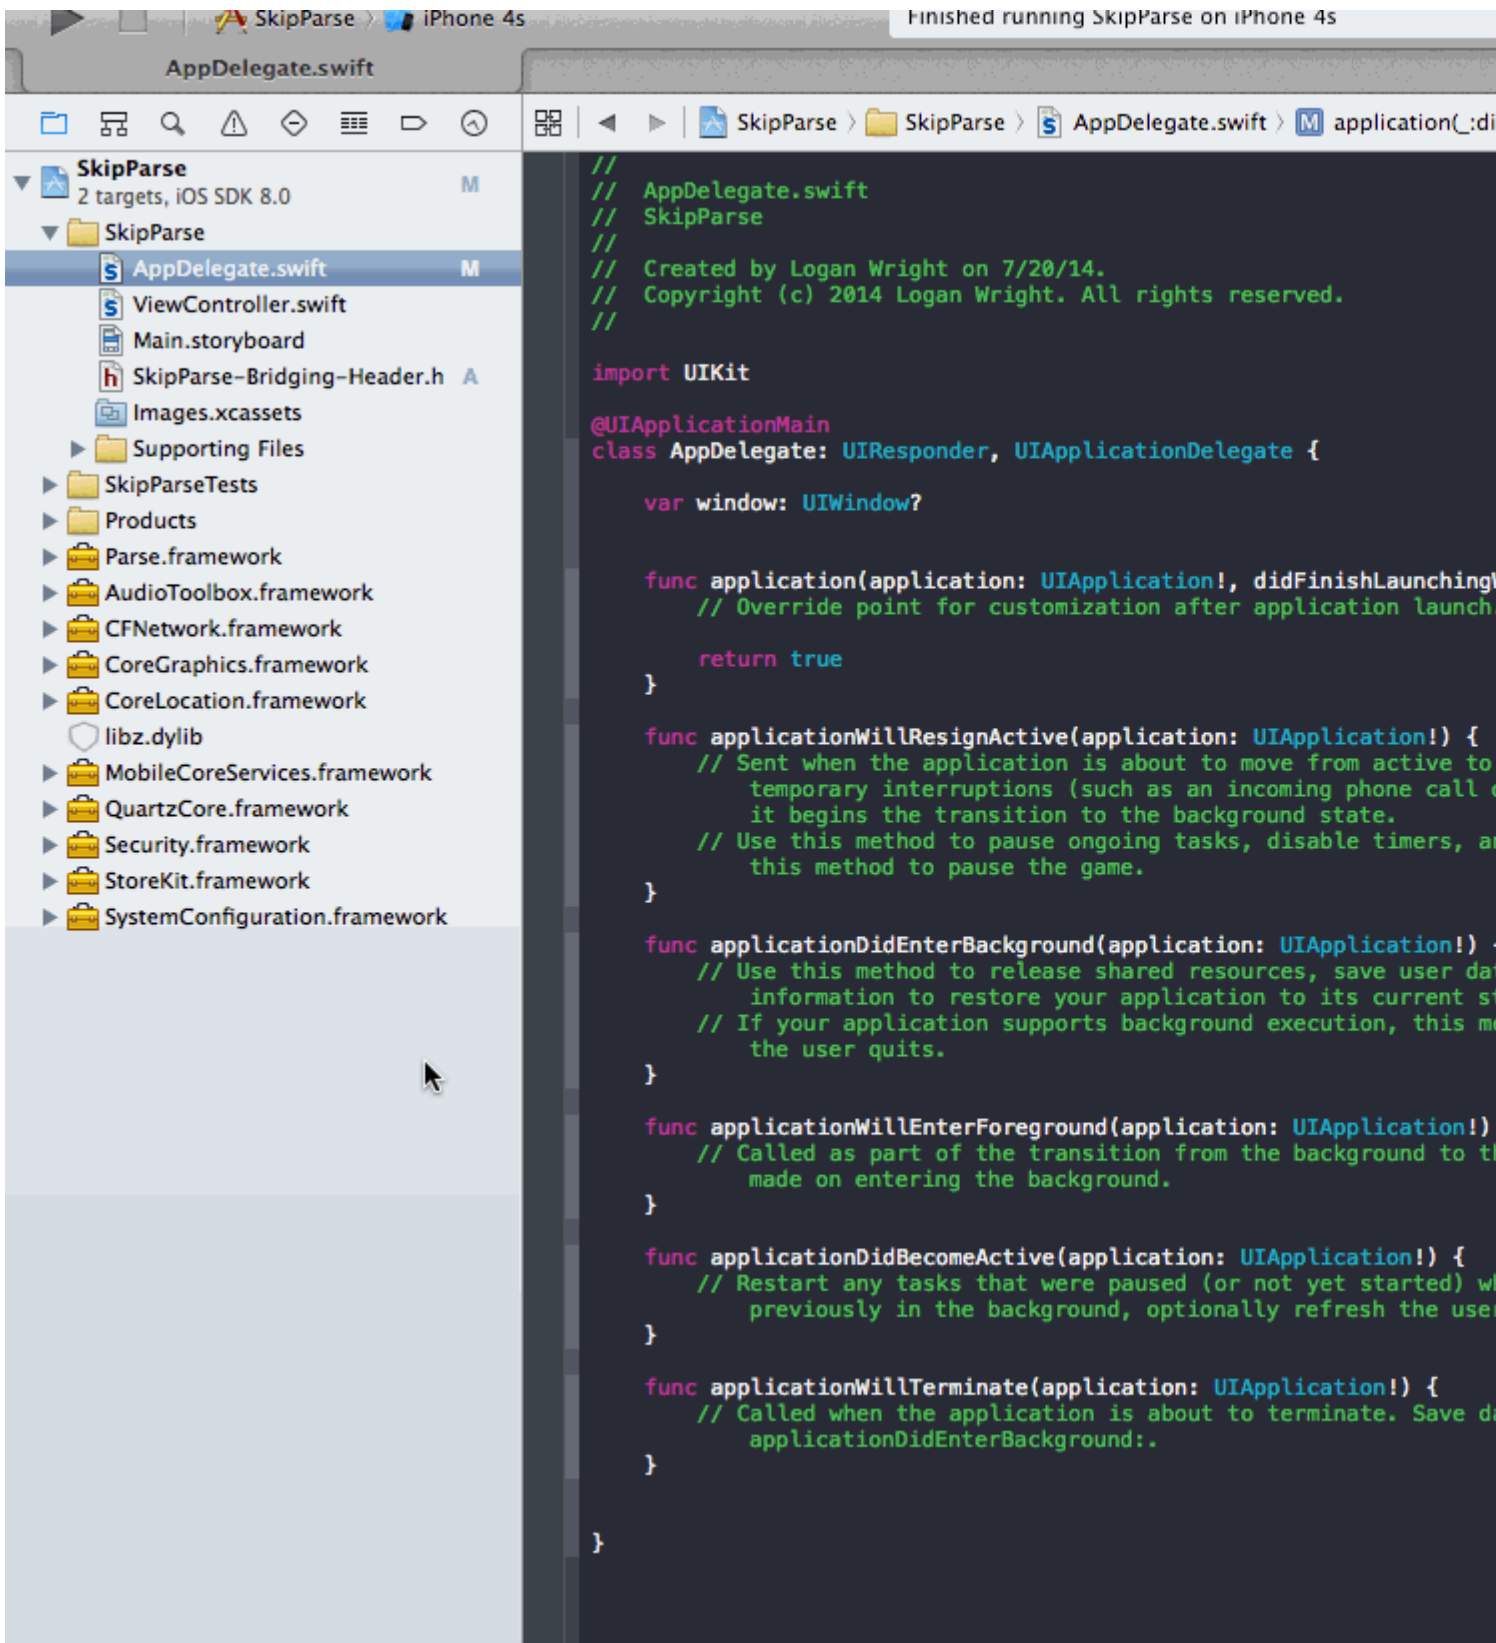 SkipParse iPhone 4s Finished running SkipParse on iPhone 4s
AppDelegate.swift
SkipParse SkipParse AppDelegate.swift M application(_:di
SkipParse
2 targets, iOS SDK 8.0 M
SkipParse
AppDelegate.swift M
ViewController.swift
Main.storyboard
h SkipParse-Bridging-Header.h A
Images.xcassets
Supporting Files
SkipParseTests
Products
Parse.framework
AudioToolbox.framework
CFNetwork.framework
CoreGraphics.framework
CoreLocation.framework
libz.dylib
MobileCoreServices.framework
QuartzCore.framework
Security.framework
StoreKit.framework
SystemConfiguration.framework
//
// AppDelegate.swift
// SkipParse
//
// Created by Logan Wright on 7/20/14.
// Copyright (c) 2014 Logan Wright. All rights reserved.
//
import UIKit
@UIApplicationMain
class AppDelegate: UIResponder, UIApplicationDelegate {
var window: UIWindow?
func application(application: UIApplication!, didFinishLaunchingW
// Override point for customization after application launch.
return true
}
func applicationWillResignActive(application: UIApplication!) {
// Sent when the application is about to move from active to
temporary interruptions (such as an incoming phone call
it begins the transition to the background state.
// Use this method to pause ongoing tasks, disable timers, an
this method to pause the game.
}
func applicationDidEnterBackground(application: UIApplication!) {
// Use this method to release shared resources, save user dat
information to restore your application to its current st
// If your application supports background execution, this me
the user quits.
}
func applicationWillEnterForeground(application: UIApplication!)
// Called as part of the transition from the background to th
made on entering the background.
}
func applicationDidBecomeActive(application: UIApplication!) {
// Restart any tasks that were paused (or not yet started) wh
previously in the background, optionally refresh the user
}
func applicationWillTerminate(application: UIApplication!) {
// Called when the application is about to terminate. Save da
applicationDidEnterBackground:.
}
}